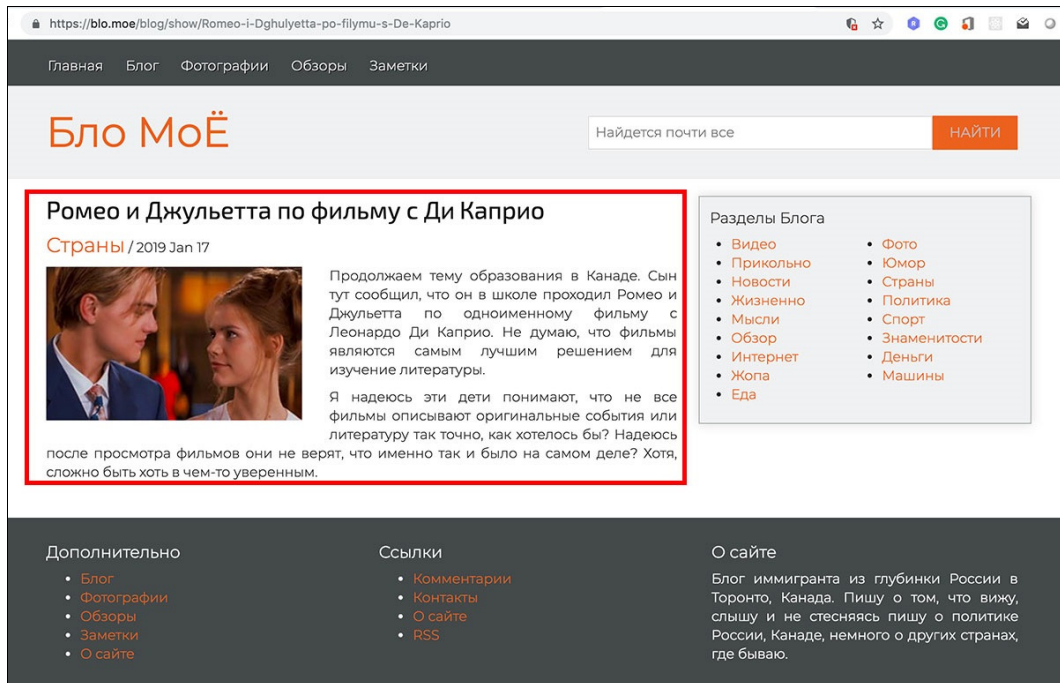 https://blo.moe/blog/show/Romeo-i-Dghulyetta-po-filymu-s-De-Kaprio
Главная Блог Фотографии Обзоры Заметки
Бло МоЁ
Найдется почти все
НАЙТИ
Ромео и Джульетта по фильму с Ди Каприо
Страны / 2019 Jan 17
Продолжаем тему образования в Канаде. Сын
тут сообщил, что он в школе проходил Ромео и
Джульетта по одноименному фильму с
Леонардо Ди Каприо. Не думаю, что фильмы
являются самым лучшим решением для
изучение литературы.
Я надеюсь эти дети понимают, что не все
фильмы описывают оригинальные события или
литературу так точно, как хотелось бы? Надеюсь
после просмотра фильмов они не верят, что именно так и было на самом деле? Хотя,
сложно быть хоть в чем-то уверенным.
Разделы Блога
Видео
Прикольно
Новости
Жизненно
Мысли
Обзор
Интернет
Жопа
Еда
Фото
Юмор
Страны
Политика
Спорт
Знаменитости
Деньги
Машины
Дополнительно
Блог
Фотографии
Обзоры
Заметки
О сайте
Ссылки
Комментарии
Контакты
О сайте
RSS
О сайте
Блог иммигранта из глубинки России в
Торонто, Канада. Пишу о том, что вижу,
слышу и не стесняясь пишу о политике
России, Канаде, немного о других странах,
где бываю.